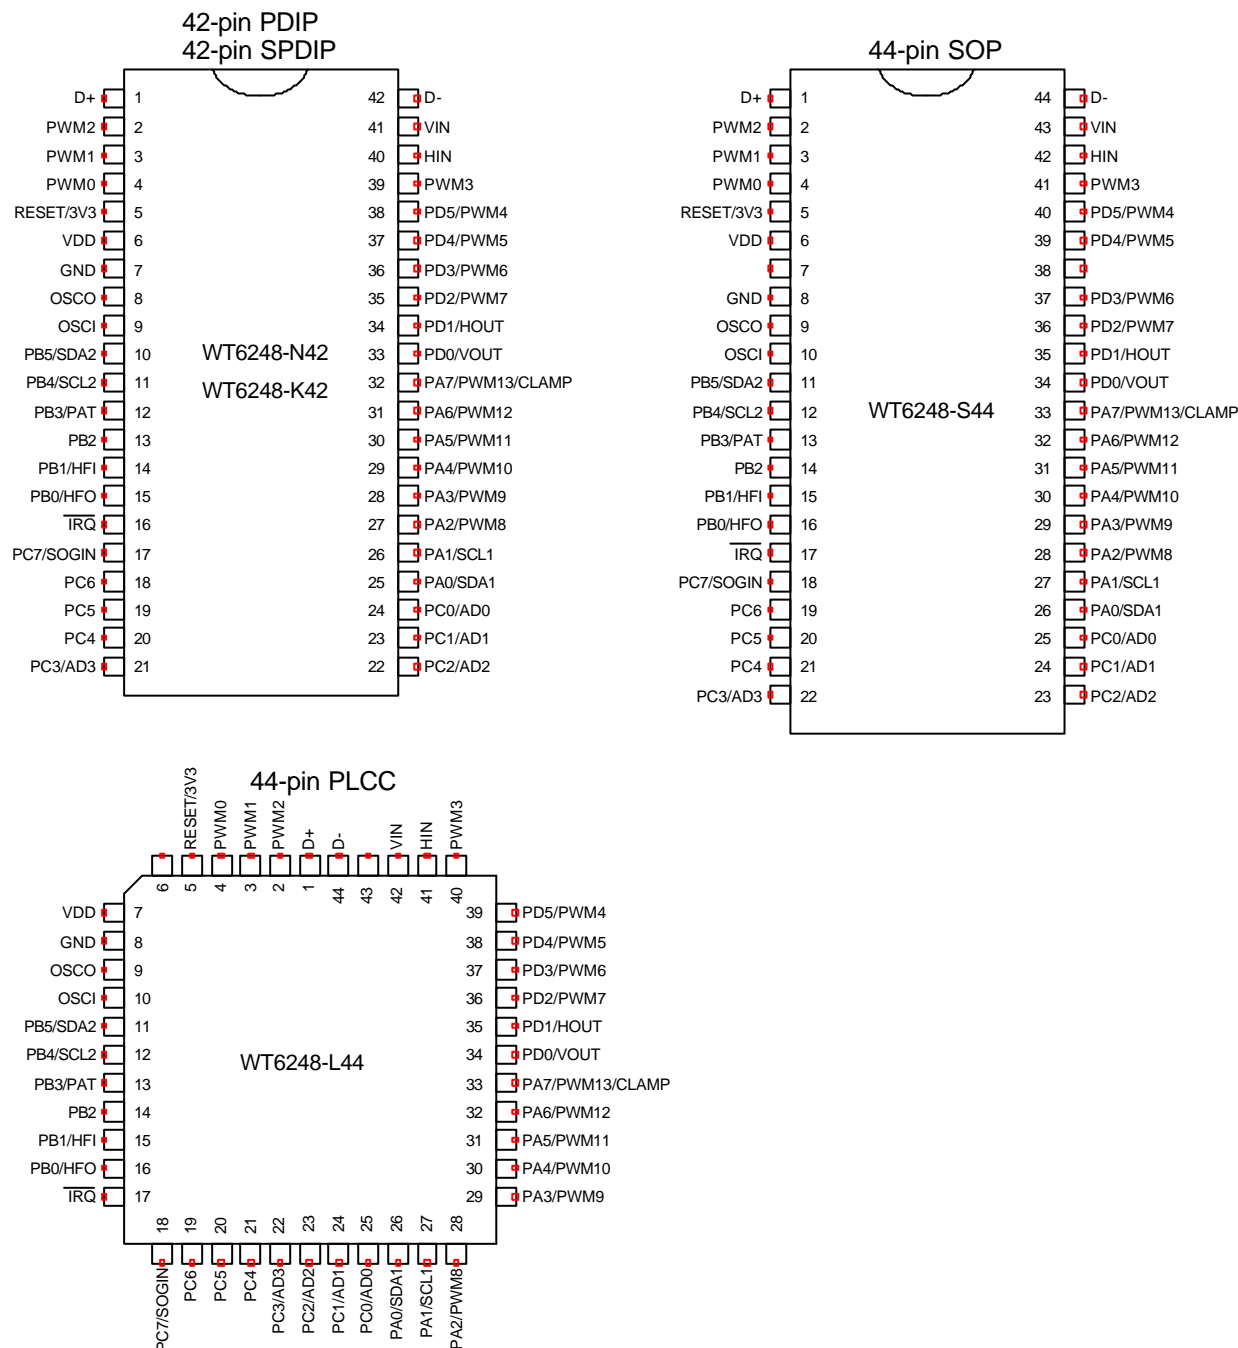 42-pin PDIP
42-pin SPDIP
D+ 1 42 D-
PWM2 2 41 VIN
PWM1 3 40 HIN
PWM0 4 39 PWM3
RESET/3V3 5 38 PD5/PWM4
VDD 6 37 PD4/PWM5
GND 7 36 PD3/PWM6
OSCO 8 35 PD2/PWM7
OSCI 9 34 PD1/HOUT
PB5/SDA2 10 WT6248-N42 33 PD0/VOUT
PB4/SCL2 11 WT6248-K42 32 PA7/PWM13/CLAMP
PB3/PAT 12 31 PA6/PWM12
PB2 13 30 PA5/PWM11
PB1/HFI 14 29 PA4/PWM10
PB0/HFO 15 28 PA3/PWM9
IRQ 16 27 PA2/PWM8
PC7/SOGIN 17 26 PA1/SCL1
PC6 18 25 PA0/SDA1
PC5 19 24 PC0/AD0
PC4 20 23 PC1/AD1
PC3/AD3 21 22 PC2/AD2
44-pin SOP
D+ 1 44 D-
PWM2 2 43 VIN
PWM1 3 42 HIN
PWM0 4 41 PWM3
RESET/3V3 5 40 PD5/PWM4
VDD 6 39 PD4/PWM5
7 38
GND 8 37 PD3/PWM6
OSCO 9 36 PD2/PWM7
OSCI 10 35 PD1/HOUT
PB5/SDA2 11 34 PD0/VOUT
PB4/SCL2 12 WT6248-S44 33 PA7/PWM13/CLAMP
PB3/PAT 13 32 PA6/PWM12
PB2 14 31 PA5/PWM11
PB1/HFI 15 30 PA4/PWM10
PB0/HFO 16 29 PA3/PWM9
IRQ 17 28 PA2/PWM8
PC7/SOGIN 18 27 PA1/SCL1
PC6 19 26 PA0/SDA1
PC5 20 25 PC0/AD0
PC4 21 24 PC1/AD1
PC3/AD3 22 23 PC2/AD2
44-pin PLCC
RESET/3V3 PWM0 PWM1 PWM2 D+ D- VIN HIN PWM3
6 5 4 3 2 1 44 43 42 41 40
VDD 7 39 PD5/PWM4
GND 8 38 PD4/PWM5
OSCO 9 37 PD3/PWM6
OSCI 10 36 PD2/PWM7
PB5/SDA2 11 35 PD1/HOUT
PB4/SCL2 12 WT6248-L44 34 PD0/VOUT
PB3/PAT 13 33 PA7/PWM13/CLAMP
PB2 14 32 PA6/PWM12
PB1/HFI 15 31 PA5/PWM11
PB0/HFO 16 30 PA4/PWM10
IRQ 17 29 PA3/PWM9
18 19 20 21 22 23 24 25 26 27 28
PC7/SOGIN PC6 PC5 PC4 PC3/AD3 PC2/AD2 PC1/AD1 PC0/AD0 PA0/SDA1 PA1/SCL1 PA2/PWM8